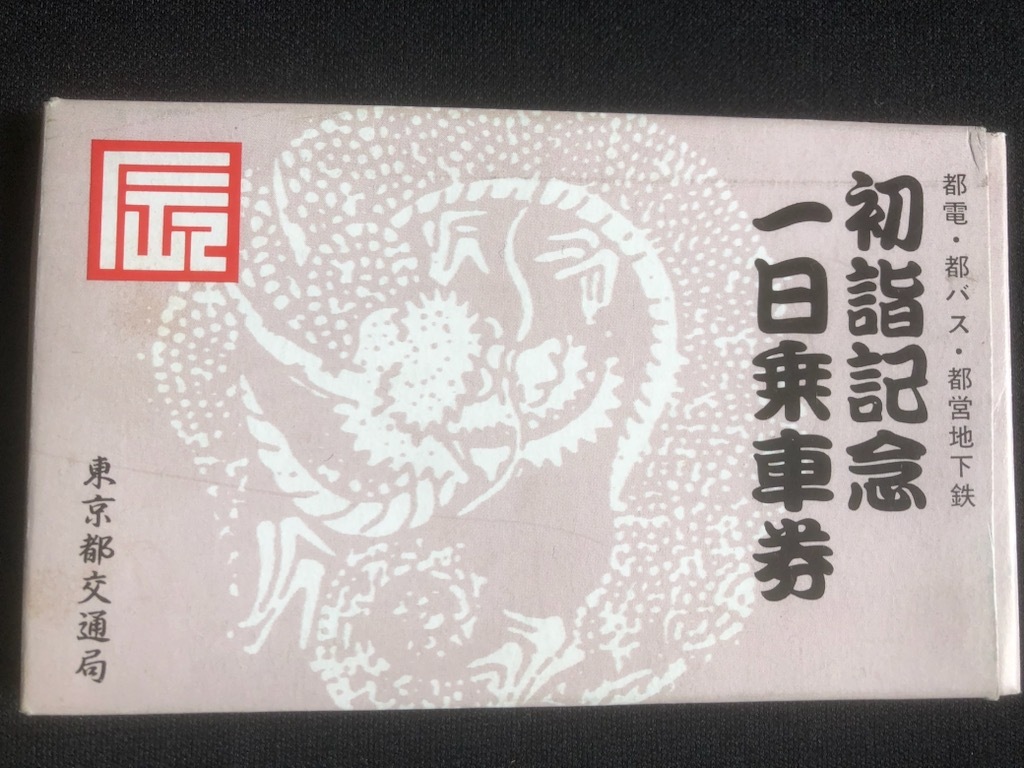 都電・都バス・都営地下鉄
初詣記念
一日乗車券
辰
東京都交通局